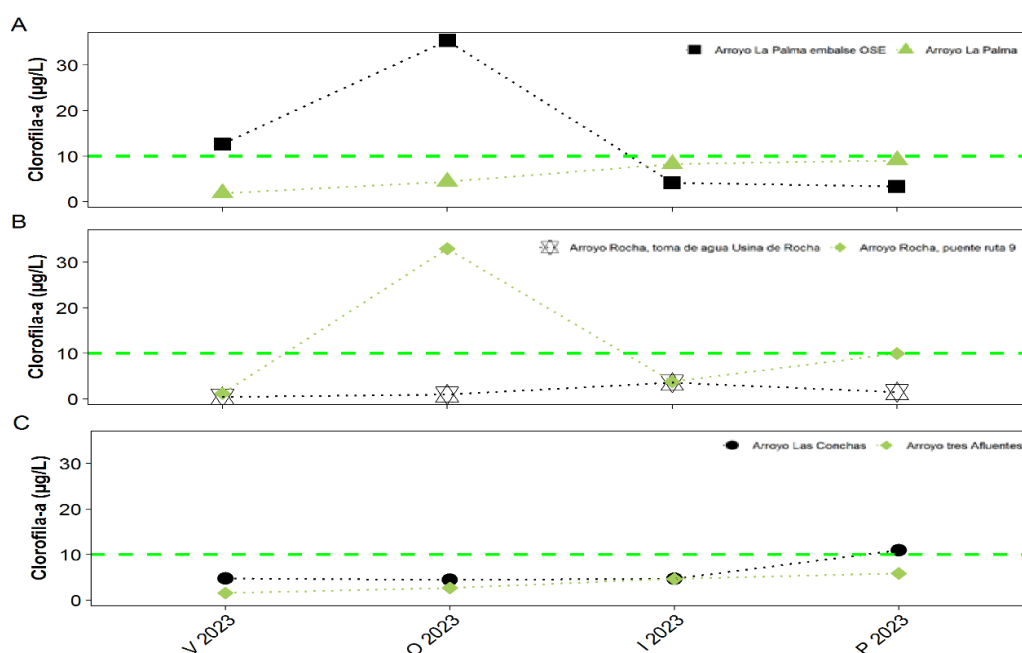 A
Clorofila-a (µg/L)
30
20
10
0
Arroyo La Palma embalse OSE
Arroyo La Palma
B
Clorofila-a (µg/L)
30
20
10
0
Arroyo Rocha, toma de agua Usina de Rocha
Arroyo Rocha, puente ruta 9
C
Clorofila-a (µg/L)
30
20
10
0
Arroyo Las Conchas
Arroyo tres Afluentes
V 2023
O 2023
I 2023
P 2023